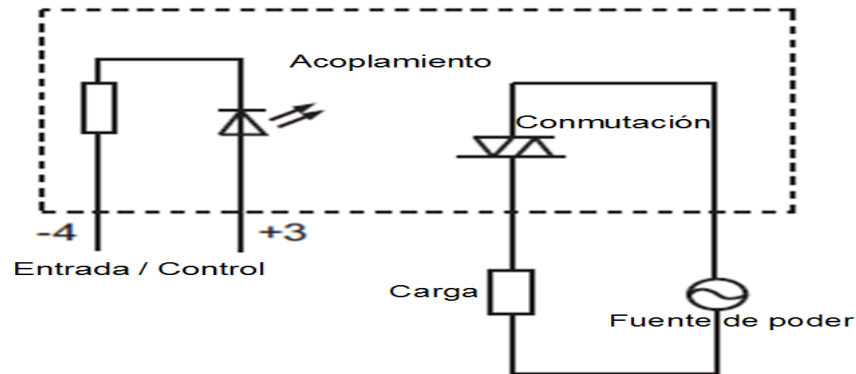 Acoplamiento
Conmutación
-4
+3
Entrada / Control
Carga
Fuente de poder